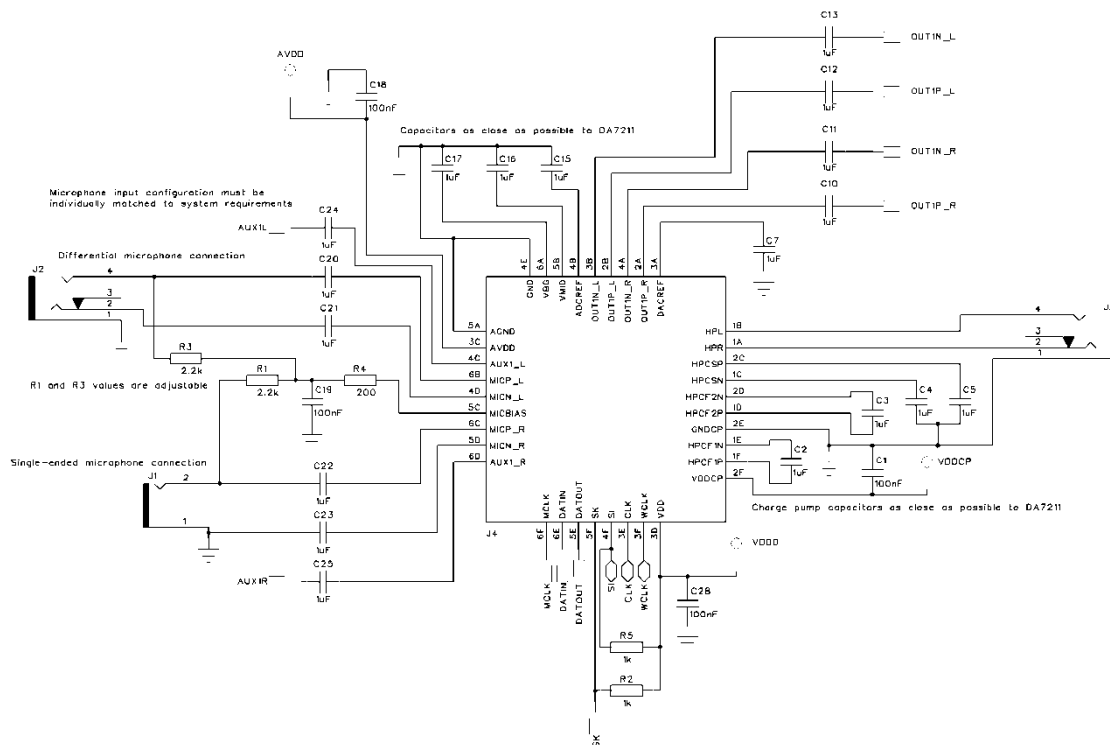 C13
1uF
OUT1N_L
AVDD
C18
100nF
C12
1uF
OUT1P_L
Capacitors as close as possible to DA7211
C11
1uF
OUT1N_R
C17
1uF
C16
1uF
C15
1uF
C10
1uF
OUT1P_R
Microphone input configuration must be
individually matched to system requirements
C24
1uF
AUX1L
C7
1uF
Differential microphone connection
J2
4
3
2
1
C20
1uF
C21
1uF
4E
6A
5B
4B
3B
2B
4A
2A
3A
GND
VBG
VMID
ADCREF
OUT1N_L
OUT1P_L
OUT1N_R
OUT1P_R
DACREF
5A AGND
3C AVDD
4C AUX1_L
6B MICP_L
4D MICN_L
5C MICBIAS
6C MICP_R
5D MICN_R
6D AUX1_R
HPL 1B
HPR 1A
HPCSP 2C
HPCSN 1C
HPCF2N 2D
HPCF2P 1D
GNDCP 2E
HPCF1N 1E
HPCF1P 1F
VDDCP 2F
4
3
2
1
R3
2.2k
R1 and R3 values are adjustable
R1
2.2k
C19
100nF
R4
200
C4
1uF
C5
1uF
C3
1uF
C2
1uF
C1
100nF
VDDCP
Single-ended microphone connection
J1
2
1
C22
1uF
C23
1uF
C25
1uF
AUX1R
Charge pump capacitors as close as possible to DA7211
J4
MCLK
DATIN
DATOUT
SK
SI
CLK
WCLK
VDD
6F
6E
5E
5F
4F
3E
3F
3D
MCLK
DATIN
DATOUT
SI
CLK
WCLK
VDDD
C28
100nF
R5
1k
R2
1k
SK